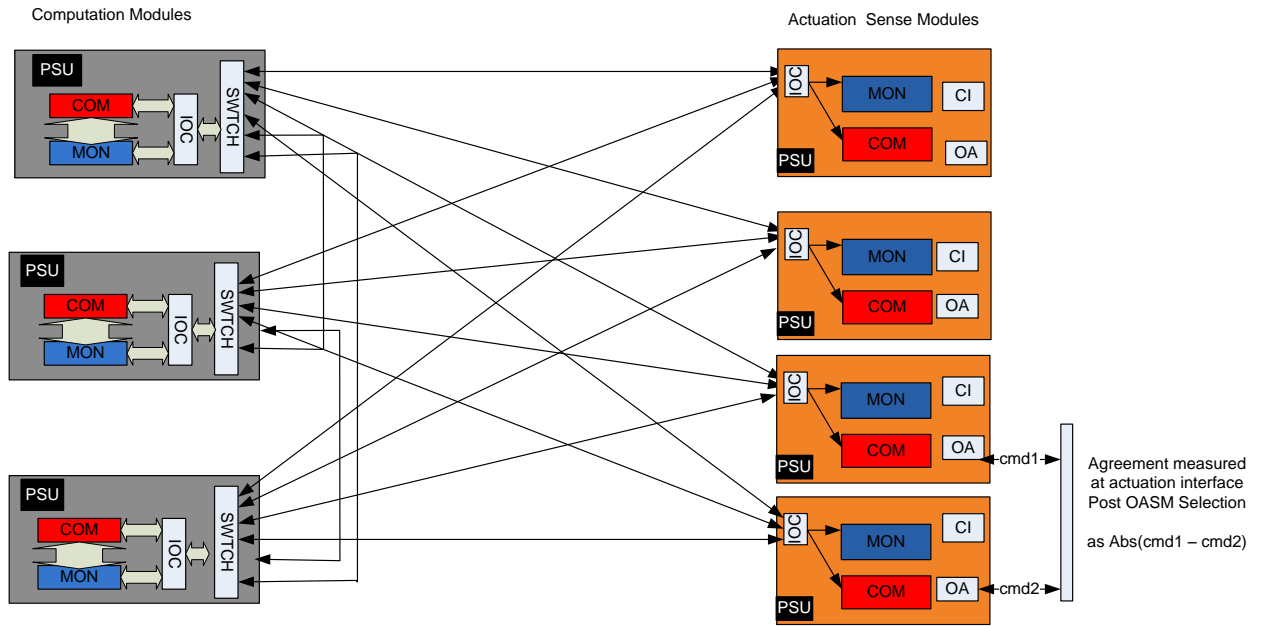 Computation Modules
Actuation  Sense Modules
PSU
COM
MON
IOC
SWTCH
PSU
COM
MON
IOC
SWTCH
PSU
COM
MON
IOC
SWTCH
IOC
MON
CI
COM
OA
PSU
IOC
MON
CI
COM
OA
PSU
IOC
MON
CI
COM
OA
PSU
cmd1
IOC
MON
CI
COM
OA
PSU
cmd2
Agreement measured
at actuation interface
Post OASM Selection
as Abs(cmd1 – cmd2)